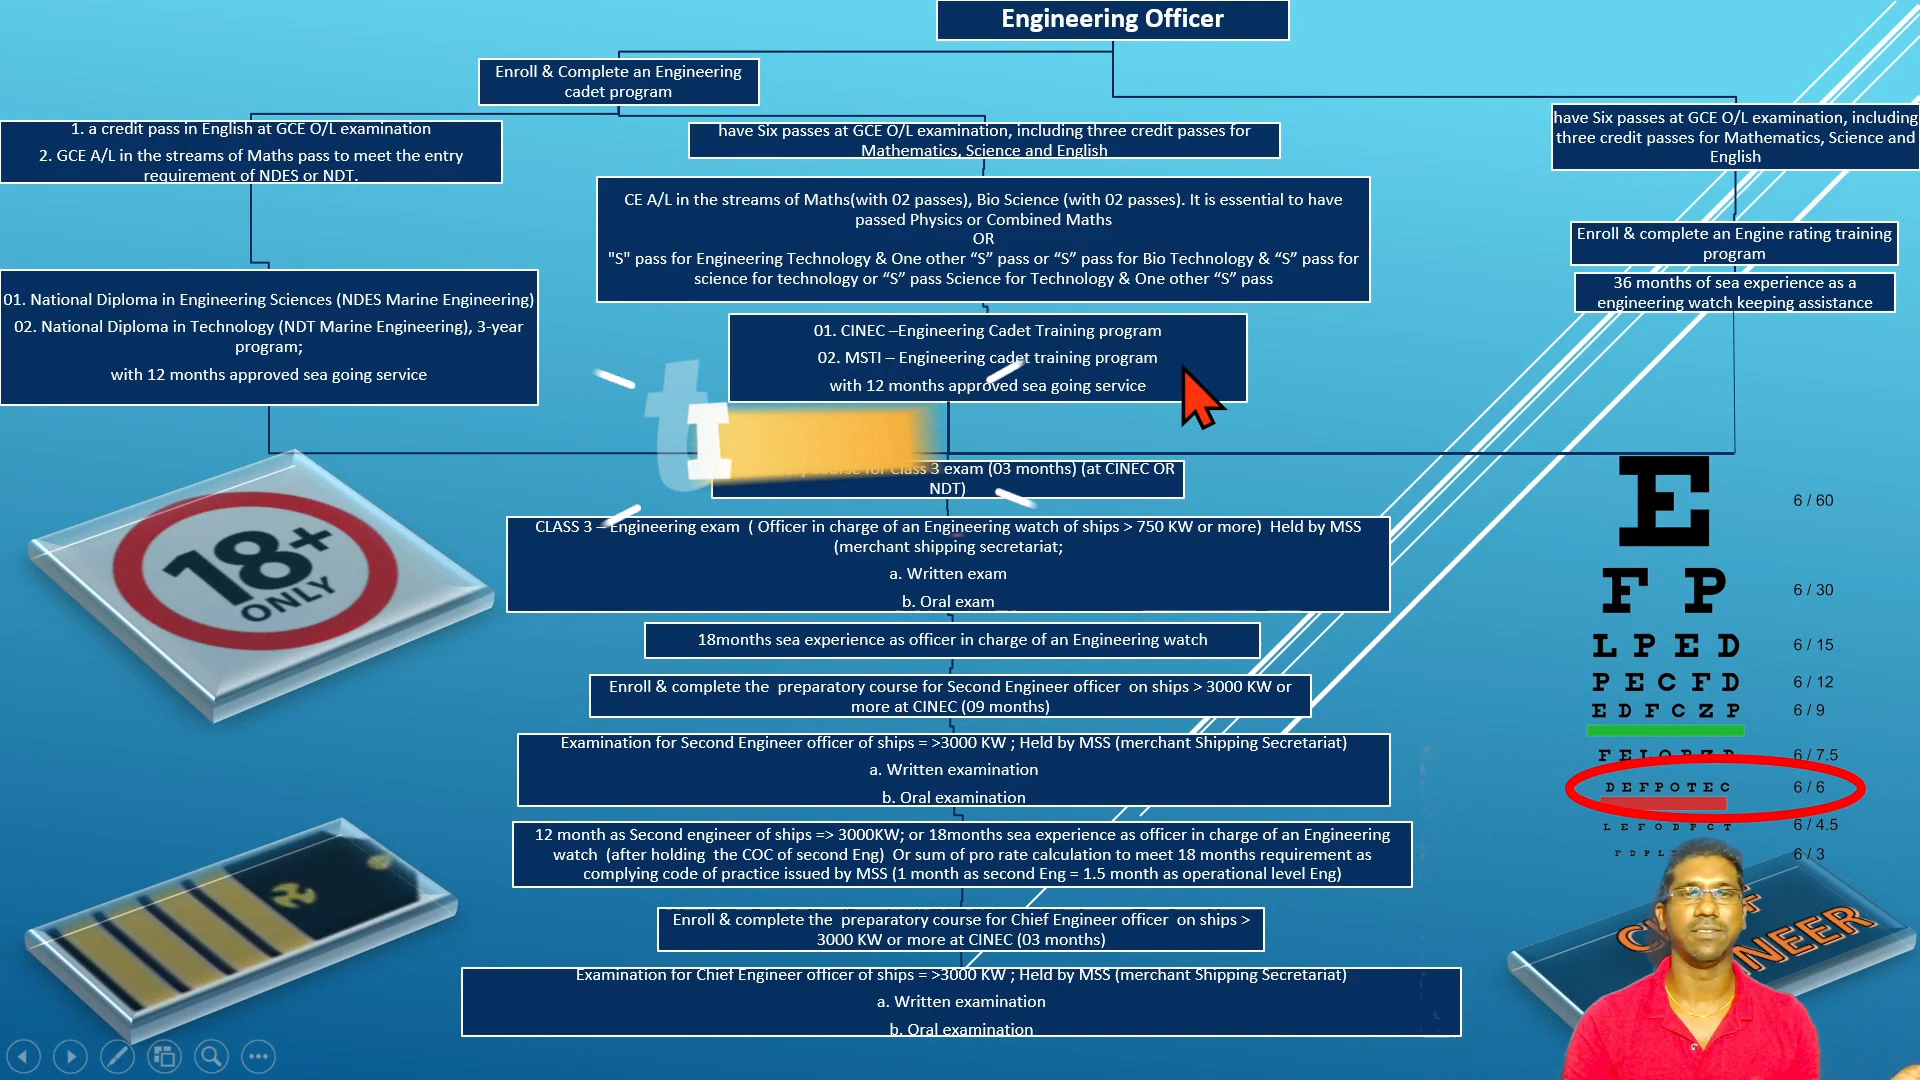 Engineering Officer
Enroll & Complete an Engineering
cadet program
1. a credit pass in English at GCE O/L examination
2. GCE A/L in the streams of Maths pass to meet the entry
requirement of NDES or NDT.
have Six passes at GCE O/L examination, including three credit passes for
Mathematics, Science and English
have Six passes at GCE O/L examination, including
three credit passes for Mathematics, Science and
English
CE A/L in the streams of Maths(with 02 passes), Bio Science (with 02 passes). It is essential to have
passed Physics or Combined Maths
OR
"S" pass for Engineering Technology & One other “S” pass or “S” pass for Bio Technology & “S” pass for
science for technology or “S” pass Science for Technology & One other “S” pass
Enroll & complete an Engine rating training
program
36 months of sea experience as a
engineering watch keeping assistance
01. National Diploma in Engineering Sciences (NDES Marine Engineering)
02. National Diploma in Technology (NDT Marine Engineering), 3-year
program;
with 12 months approved sea going service
01. CINEC –Engineering Cadet Training program
02. MSTI – Engineering cadet training program
with 12 months approved sea going service
t
I
course for Class 3 exam (03 months) (at CINEC OR
NDT)
CLASS 3 – Engineering exam ( Officer in charge of an Engineering watch of ships > 750 KW or more) Held by MSS
(merchant shipping secretariat;
a. Written exam
b. Oral exam
18months sea experience as officer in charge of an Engineering watch
Enroll & complete the preparatory course for Second Engineer officer on ships > 3000 KW or
more at CINEC (09 months)
Examination for Second Engineer officer of ships = >3000 KW ; Held by MSS (merchant Shipping Secretariat)
a. Written examination
b. Oral examination
12 month as Second engineer of ships => 3000KW; or 18months sea experience as officer in charge of an Engineering
watch (after holding the COC of second Eng) Or sum of pro rate calculation to meet 18 months requirement as
complying code of practice issued by MSS (1 month as second Eng = 1.5 month as operational level Eng)
Enroll & complete the preparatory course for Chief Engineer officer on ships >
3000 KW or more at CINEC (03 months)
Examination for Chief Engineer officer of ships = >3000 KW ; Held by MSS (merchant Shipping Secretariat)
a. Written examination
b. Oral examination
18+
ONLY
E 6 / 60
F P 6 / 30
L P E D 6 / 15
P E C F D 6 / 12
E D F C Z P 6 / 9
F E L O P Z D 6 / 7.5
D E F P O T E C 6 / 6
L E F O D P C T 6 / 4.5
F D P L T 6 / 3